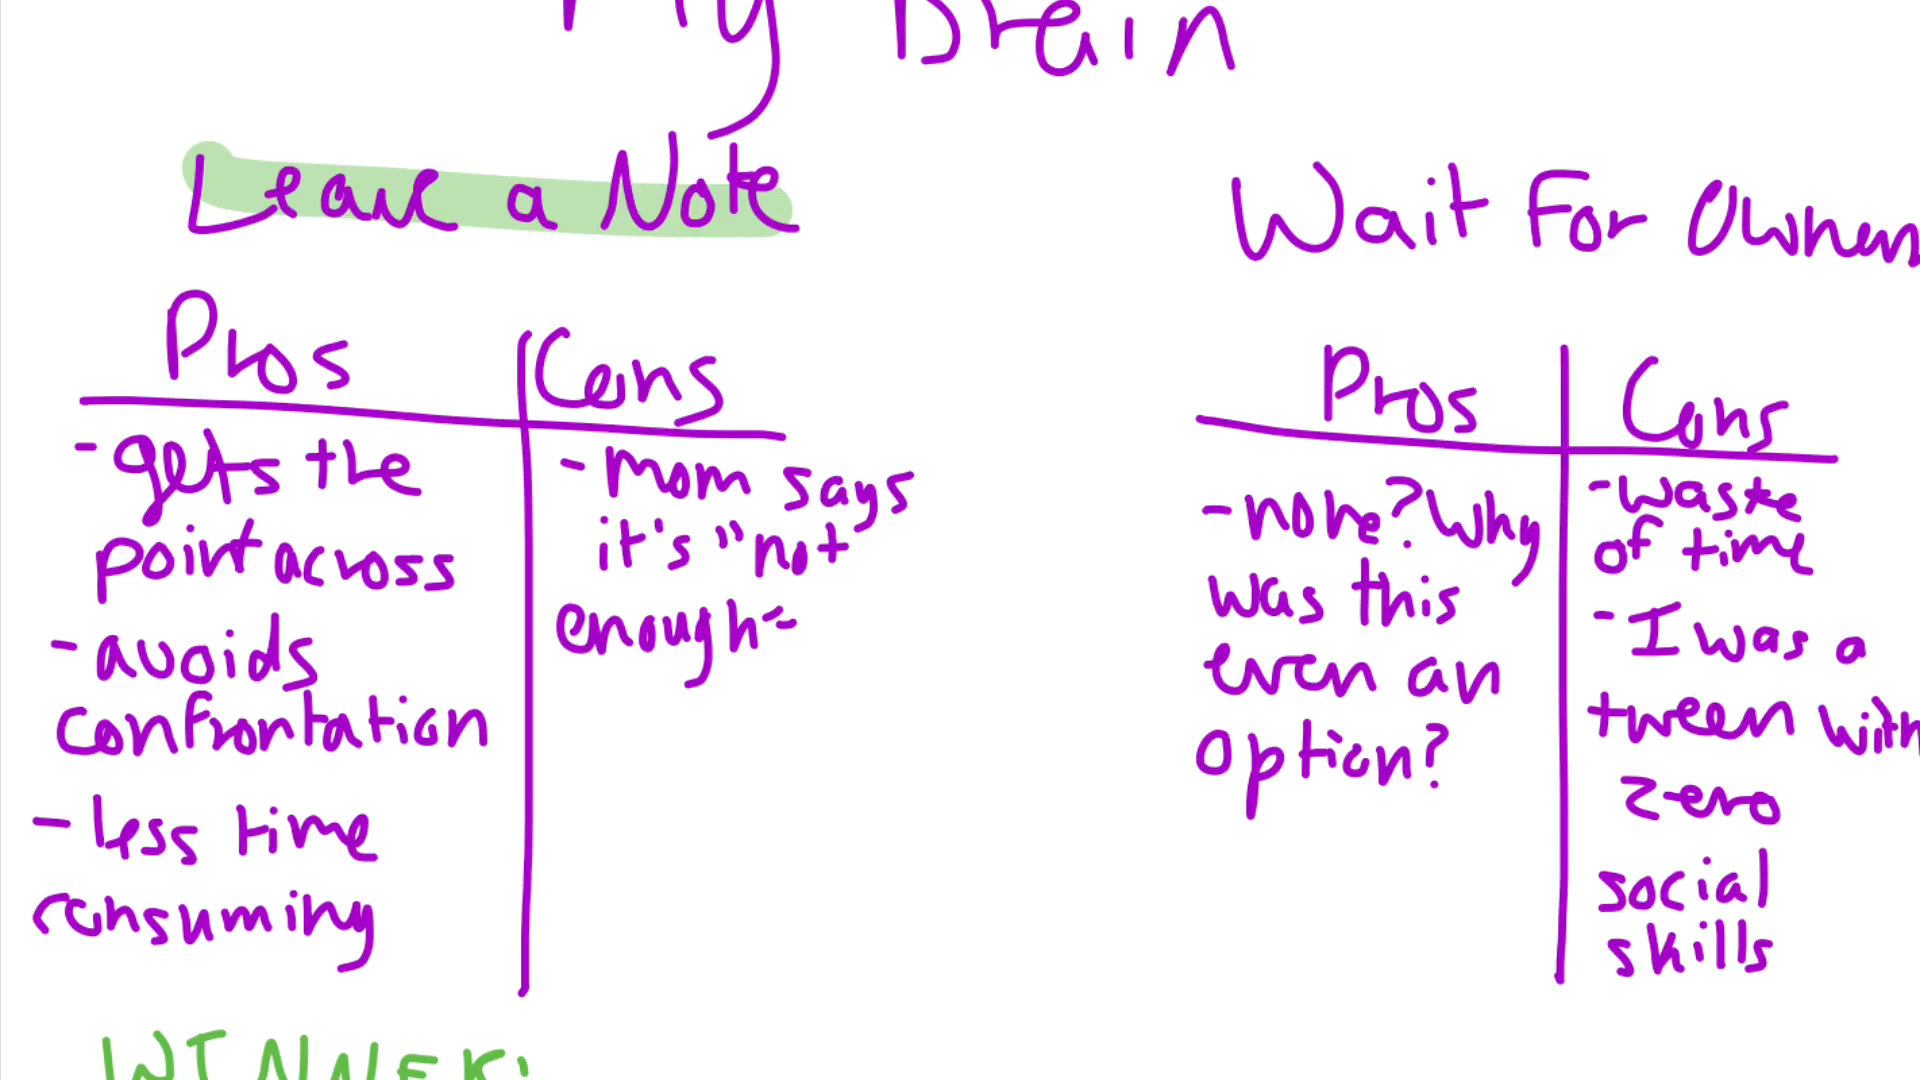 My Brain
Leave a Note
Pros
Cons
-gets the
point across
-avoids
confrontation
-less time
consuming
-mom says
it's "not
enough"
Wait For Owner
Pros
Cons
-none? Why
was this
even an
option?
-waste
of time
-I was a
tween with
zero
social
skills
WINNER: